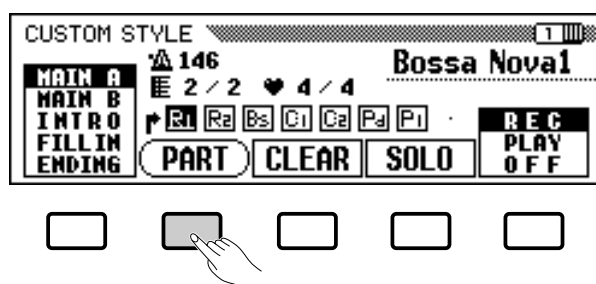 CUSTOM STYLE 1
146 Bossa Nova1
2/2 4/4
MAIN A
MAIN B
INTRO
FILLIN
ENDING
R1 R2 Bs C1 C2 Pd P1
PART CLEAR SOLO
REC
PLAY
OFF